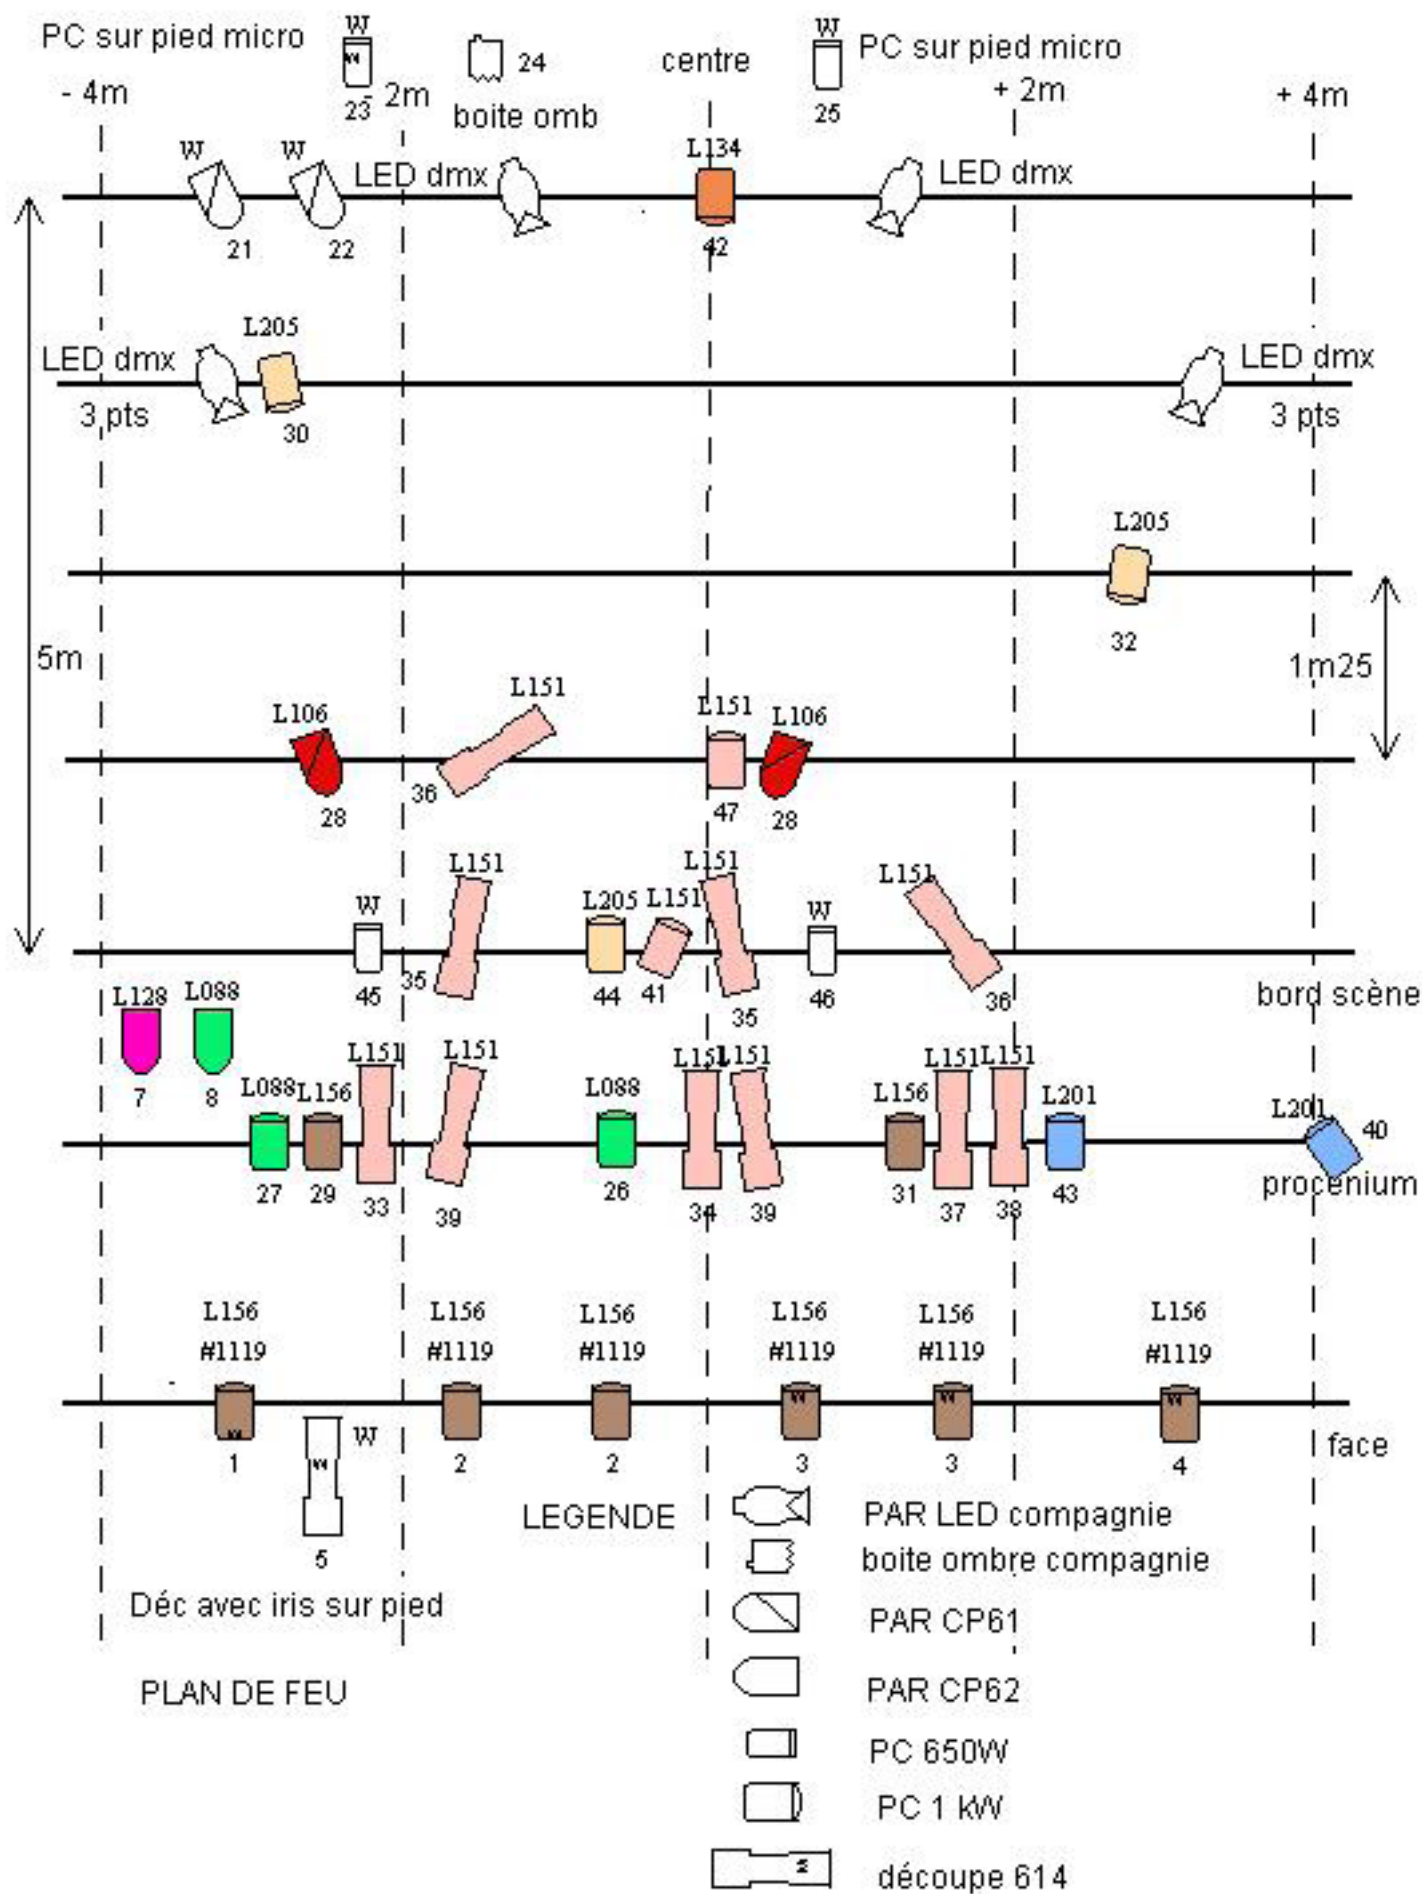 W
W
PC sur pied micro
24
centre
PC sur pied micro
- 4m
23
- 2m
boite omb
25
+ 2m
+ 4m
W
W
LED dmx
L134
LED dmx
21
22
42
L205
LED dmx
LED dmx
3 pts
30
3 pts
L205
32
5m
1m25
L151
L106
L151
L106
36
28
47
28
L151
L151
L151
W
L205
L151
W
35
45
44
41
35
46
36
bord scène
L128
L088
7
8
L151
L151
L151
L151
L151
L151
L088
L156
L088
L156
L201
L201
40
27
29
33
39
26
34
39
31
37
38
43
procenium
L156
L156
L156
L156
L156
L156
#1119
#1119
#1119
#1119
#1119
#1119
W
face
1
2
2
3
3
4
5
LEGENDE
PAR LED compagnie
boite ombre compagnie
Déc avec iris sur pied
PAR CP61
PLAN DE FEU
PAR CP62
PC 650W
PC 1 kW
découpe 614